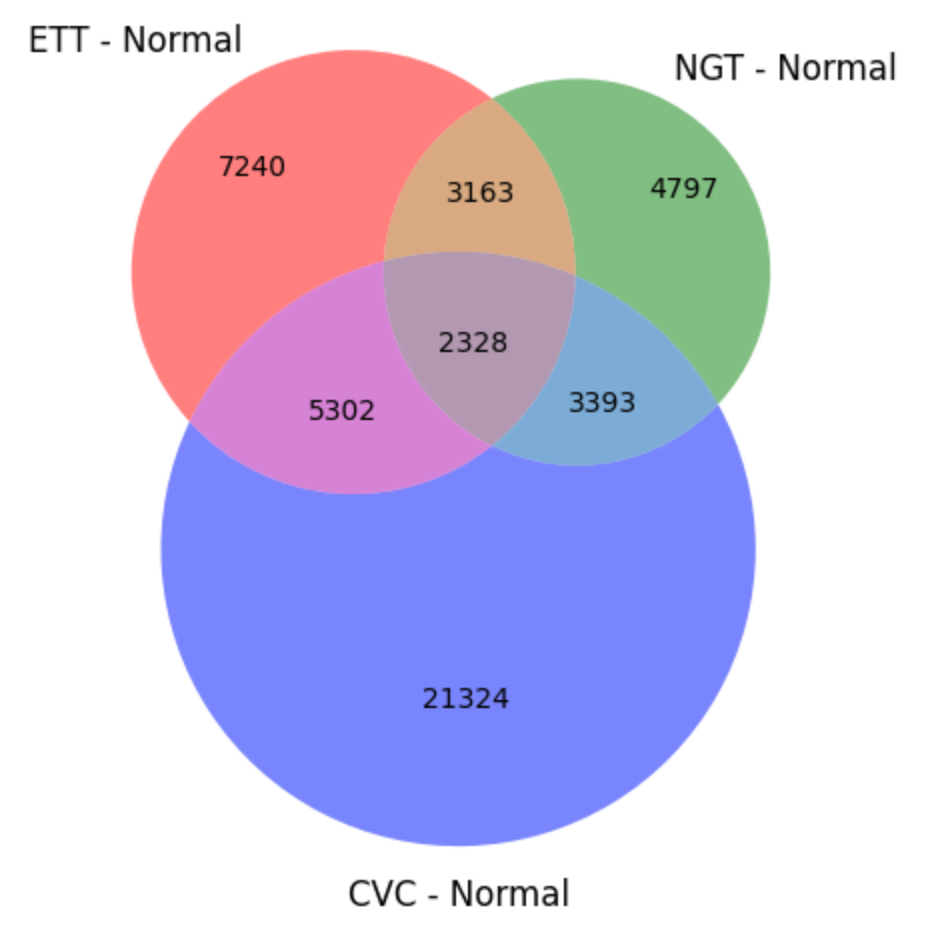 ETT - Normal
NGT - Normal
7240
3163
4797
2328
5302
3393
21324
CVC - Normal